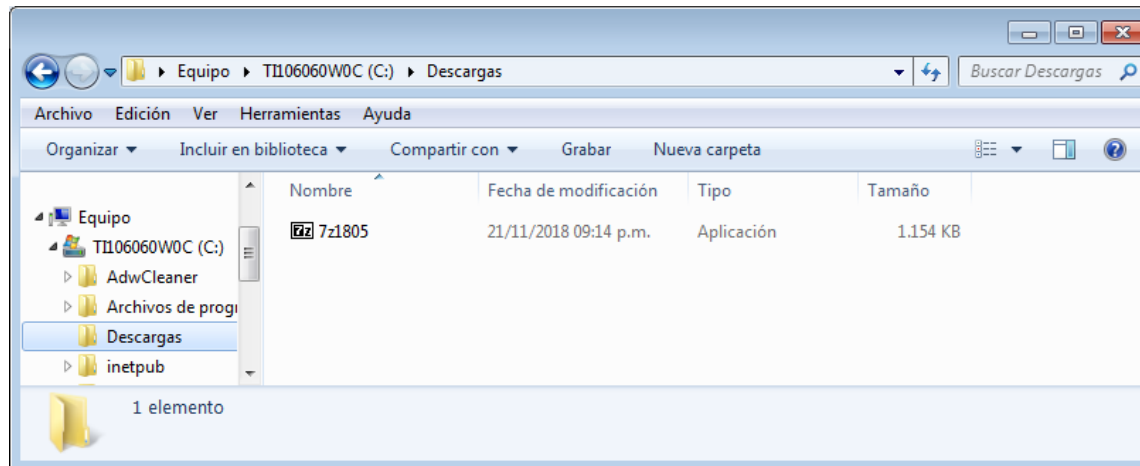 Equipo TI106060W0C (C:) Descargas Buscar Descargas
Archivo Edición Ver Herramientas Ayuda
Organizar Incluir en biblioteca Compartir con Grabar Nueva carpeta
Nombre Fecha de modificación Tipo Tamaño
Equipo
7z 7z1805 21/11/2018 09:14 p.m. Aplicación 1.154 KB
TI106060W0C (C:)
AdwCleaner
Archivos de progr
Descargas
inetpub
1 elemento